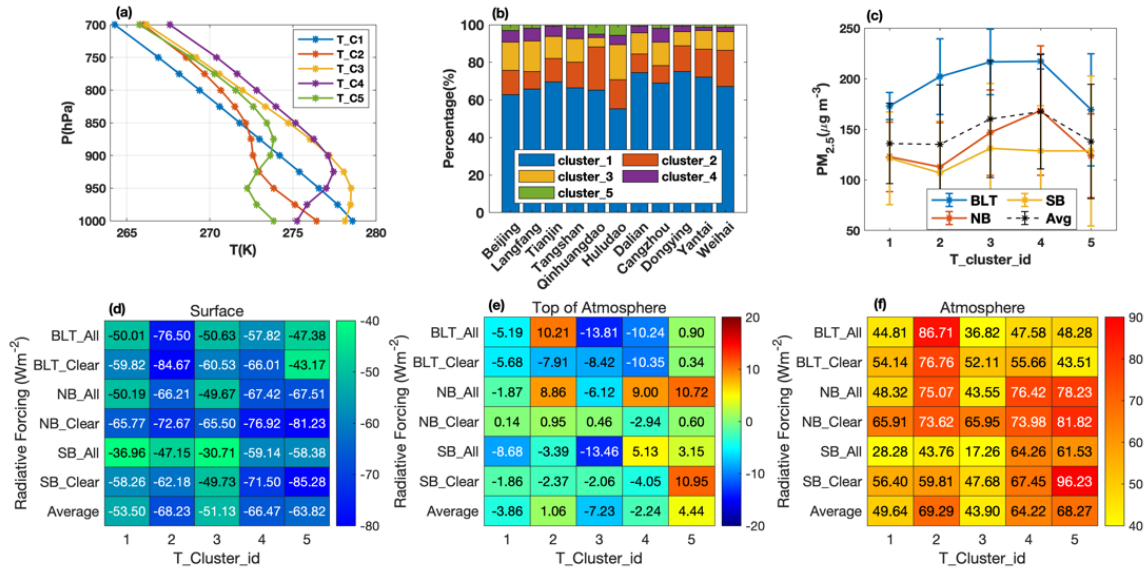 (a)
700
750
800
850
900
950
1000
P(hPa)
265
270
275
280
T(K)
T_C1
T_C2
T_C3
T_C4
T_C5
(b)
100
80
60
40
20
0
Percentage(%)
cluster_1
cluster_2
cluster_3
cluster_4
cluster_5
Beijing
Langfang
Tianjin
Tangshan
Qinhuangdao
Huludao
Dalian
Cangzhou
Dongying
Yantai
Weihai
(c)
250
200
150
100
50
PM2.5(μg m-3)
BLT
SB
NB
Avg
1 2 3 4 5
T_cluster_id
(d) Surface
Radiative Forcing (Wm−2)
BLT_All -50.01 -76.50 -50.63 -57.82 -47.38
BLT_Clear -59.82 -84.67 -60.53 -66.01 -43.17
NB_All -50.19 -66.21 -49.67 -67.42 -67.51
NB_Clear -65.77 -72.67 -65.50 -76.92 -81.23
SB_All -36.96 -47.15 -30.71 -59.14 -58.38
SB_Clear -58.26 -62.18 -49.73 -71.50 -85.28
Average -53.50 -68.23 -51.13 -66.47 -63.82
1 2 3 4 5
T_Cluster_id
-40
-50
-60
-70
-80
(e) Top of Atmosphere
Radiative Forcing (Wm−2)
BLT_All -5.19 10.21 -13.81 -10.24 0.90
BLT_Clear -5.68 -7.91 -8.42 -10.35 0.34
NB_All -1.87 8.86 -6.12 9.00 10.72
NB_Clear 0.14 0.95 0.46 -2.94 0.60
SB_All -8.68 -3.39 -13.46 5.13 3.15
SB_Clear -1.86 -2.37 -2.06 -4.05 10.95
Average -3.86 1.06 -7.23 -2.24 4.44
1 2 3 4 5
T_Cluster_id
20
15
10
5
0
-5
-10
-15
-20
(f) Atmosphere
Radiative Forcing (Wm−2)
BLT_All 44.81 86.71 36.82 47.58 48.28
BLT_Clear 54.14 76.76 52.11 55.66 43.51
NB_All 48.32 75.07 43.55 76.42 78.23
NB_Clear 65.91 73.62 65.95 73.98 81.82
SB_All 28.28 43.76 17.26 64.26 61.53
SB_Clear 56.40 59.81 47.68 67.45 96.23
Average 49.64 69.29 43.90 64.22 68.27
1 2 3 4 5
T_Cluster_id
90
80
70
60
50
40